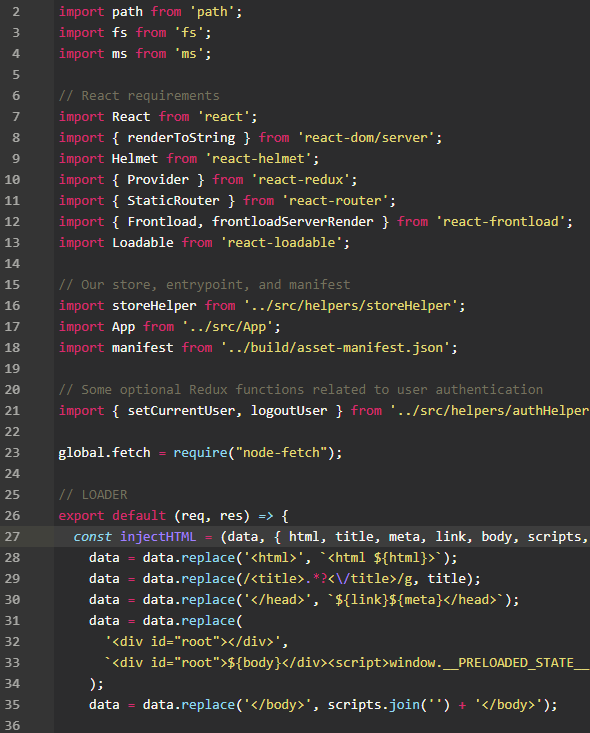 2 import path from 'path';
3 import fs from 'fs';
4 import ms from 'ms';
5
6 // React requirements
7 import React from 'react';
8 import { renderToString } from 'react-dom/server';
9 import Helmet from 'react-helmet';
10 import { Provider } from 'react-redux';
11 import { StaticRouter } from 'react-router';
12 import { Frontload, frontloadServerRender } from 'react-frontload';
13 import Loadable from 'react-loadable';
14
15 // Our store, entrypoint, and manifest
16 import storeHelper from '../src/helpers/storeHelper';
17 import App from '../src/App';
18 import manifest from '../build/asset-manifest.json';
19
20 // Some optional Redux functions related to user authentication
21 import { setCurrentUser, logoutUser } from '../src/helpers/authHelper
22
23 global.fetch = require("node-fetch");
24
25 // LOADER
26 export default (req, res) => {
27 const injectHTML = (data, { html, title, meta, link, body, scripts,
28 data = data.replace('<html>', `<html ${html}>`);
29 data = data.replace(/<title>.*?<\/title>/g, title);
30 data = data.replace('</head>', `${link}${meta}</head>`);
31 data = data.replace(
32 '<div id="root"></div>',
33 `<div id="root">${body}</div><script>window.__PRELOADED_STATE__
34 );
35 data = data.replace('</body>', scripts.join('') + '</body>');
36